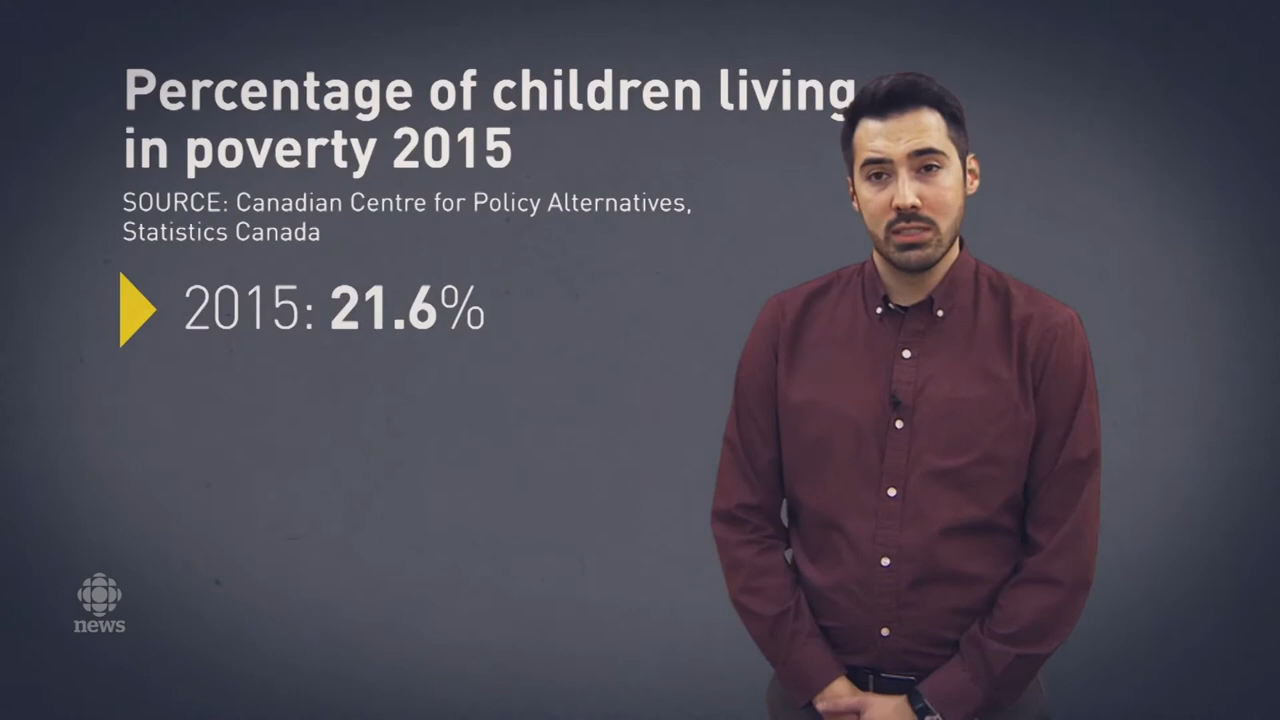 Percentage of children living
in poverty 2015
SOURCE: Canadian Centre for Policy Alternatives,
Statistics Canada
2015: 21.6%
news